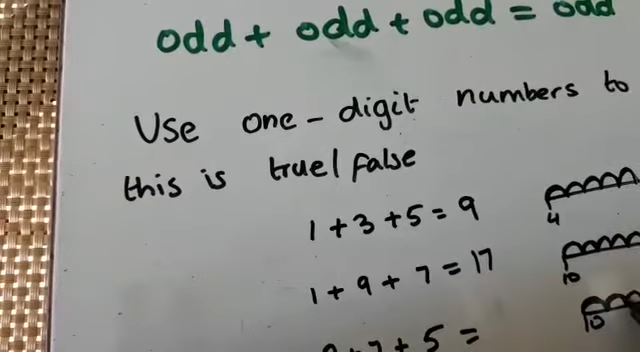 odd + odd + odd = odd
Use one-digit numbers to
this is true/false
1+3+5=9
4
1+9+7=17
10
+7+5=
10